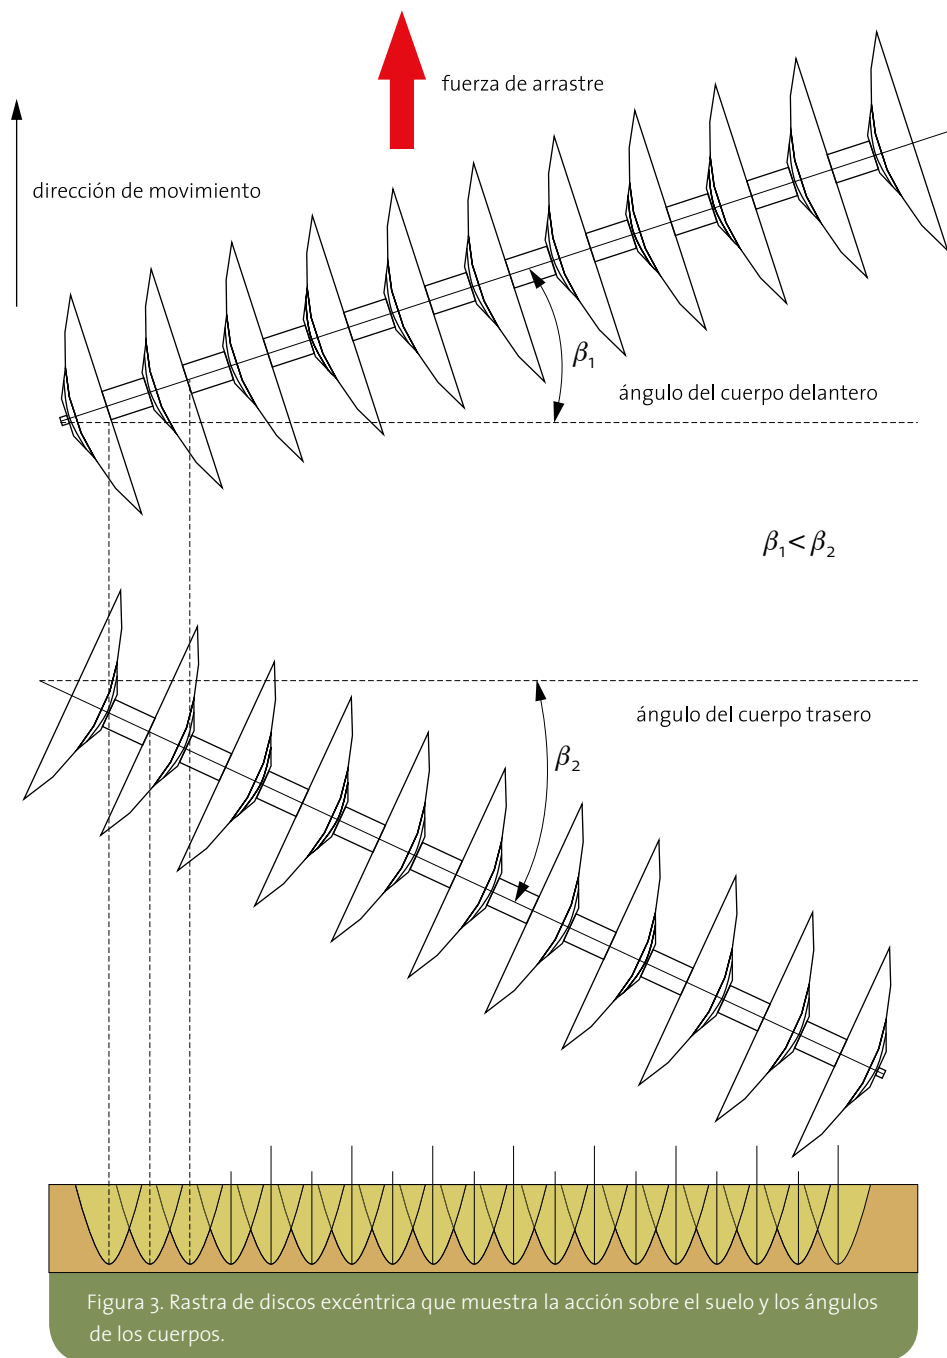 fuerza de arrastre
dirección de movimiento
β₁
ángulo del cuerpo delantero
β₁ < β₂
ángulo del cuerpo trasero
β₂
Figura 3. Rastra de discos excéntrica que muestra la acción sobre el suelo y los ángulos
de los cuerpos.